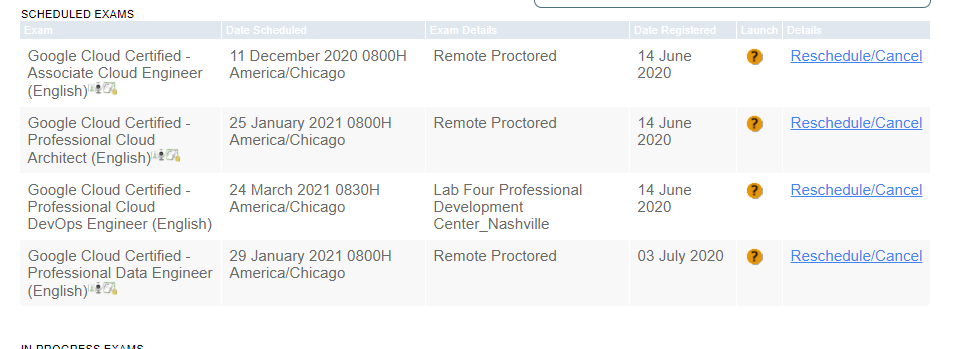 SCHEDULED EXAMS
Exam Date Scheduled Exam Details Date Registered Launch Details
Google Cloud Certified - 11 December 2020 0800H Remote Proctored 14 June ? Reschedule/Cancel
Associate Cloud Engineer America/Chicago 2020
(English)
Google Cloud Certified - 25 January 2021 0800H Remote Proctored 14 June ? Reschedule/Cancel
Professional Cloud America/Chicago 2020
Architect (English)
Google Cloud Certified - 24 March 2021 0830H Lab Four Professional 14 June ? Reschedule/Cancel
Professional Cloud America/Chicago Development 2020
DevOps Engineer (English) Center_Nashville
Google Cloud Certified - 29 January 2021 0800H Remote Proctored 03 July 2020 ? Reschedule/Cancel
Professional Data Engineer America/Chicago
(English)
IN PROGRESS EXAMS